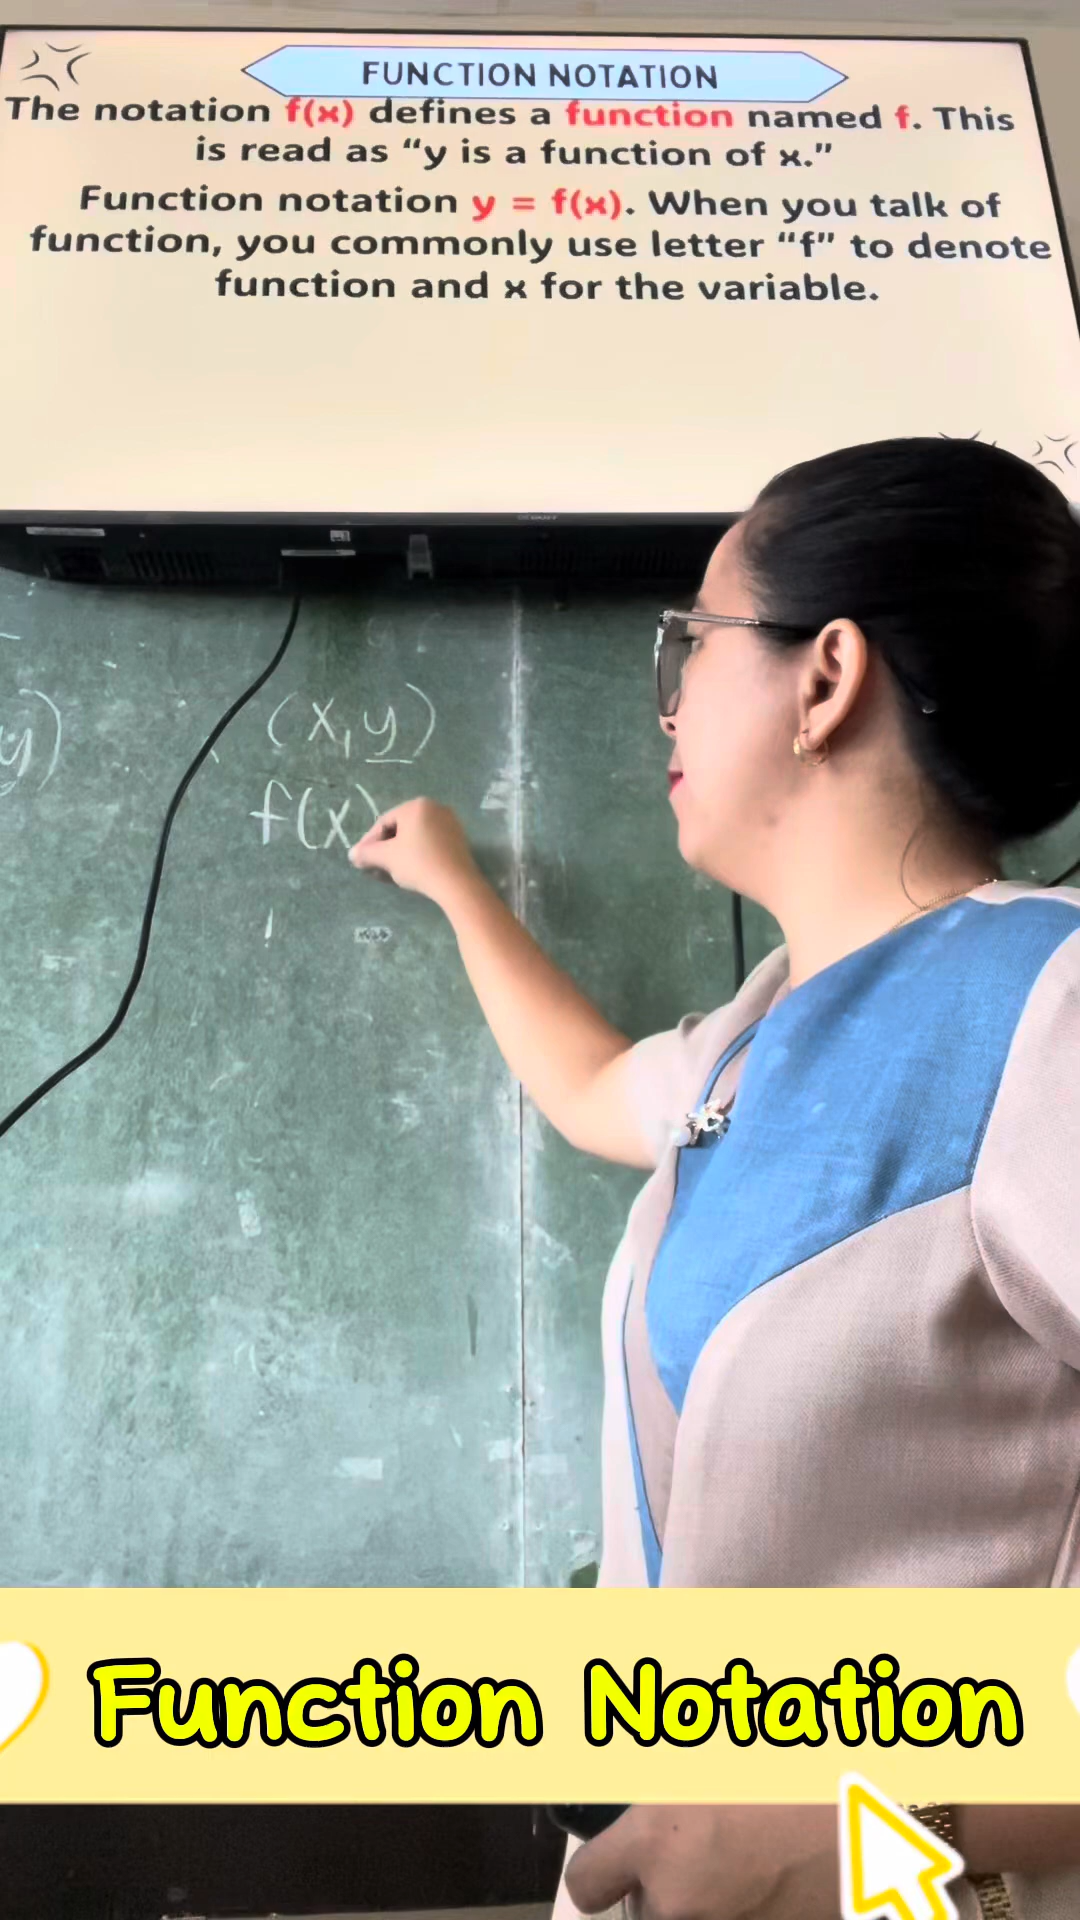 FUNCTION NOTATION
The notation f(x) defines a function named f. This
is read as “y is a function of x.”
Function notation y = f(x). When you talk of
function, you commonly use letter “f” to denote
function and x for the variable.
y)
(x, y)
f(x)
Function Notation